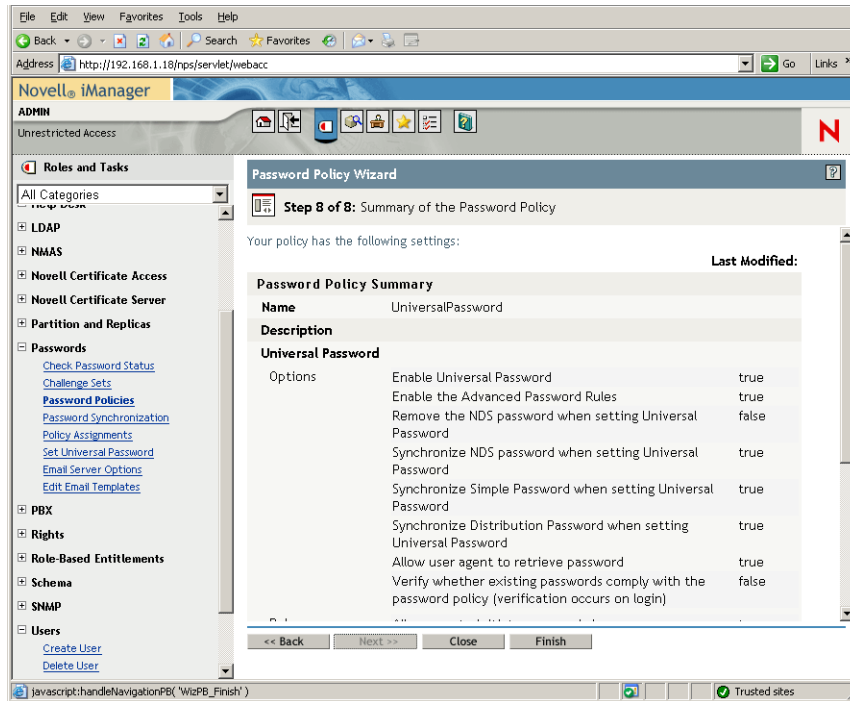 File Edit View Favorites Tools Help
Back Search Favorites
Address http://192.168.1.18/nps/servlet/webacc Go Links
Novell® iManager
ADMIN
Unrestricted Access
N
Roles and Tasks
All Categories
Help Desk
LDAP
NMAS
Novell Certificate Access
Novell Certificate Server
Partition and Replicas
Passwords
Check Password Status
Challenge Sets
Password Policies
Password Synchronization
Policy Assignments
Set Universal Password
Email Server Options
Edit Email Templates
PBX
Rights
Role-Based Entitlements
Schema
SNMP
Users
Create User
Delete User
Password Policy Wizard
Step 8 of 8: Summary of the Password Policy
Your policy has the following settings:
Last Modified:
Password Policy Summary
Name UniversalPassword
Description
Universal Password
Options Enable Universal Password true
Enable the Advanced Password Rules true
Remove the NDS password when setting Universal false
Password
Synchronize NDS password when setting Universal true
Password
Synchronize Simple Password when setting Universal true
Password
Synchronize Distribution Password when setting true
Universal Password
Allow user agent to retrieve password true
Verify whether existing passwords comply with the false
password policy (verification occurs on login)
<< Back Next >> Close Finish
javascript:handleNavigationPB( 'WizPB_Finish' ) Trusted sites